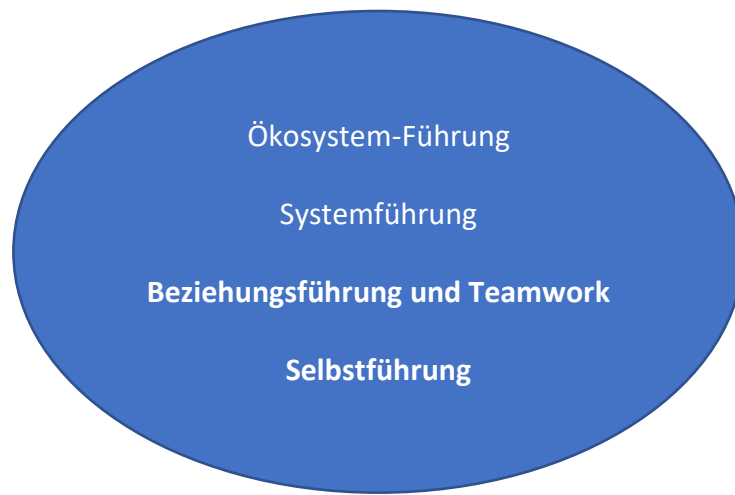 Ökosystem-Führung
Systemführung
Beziehungsführung und Teamwork
Selbstführung